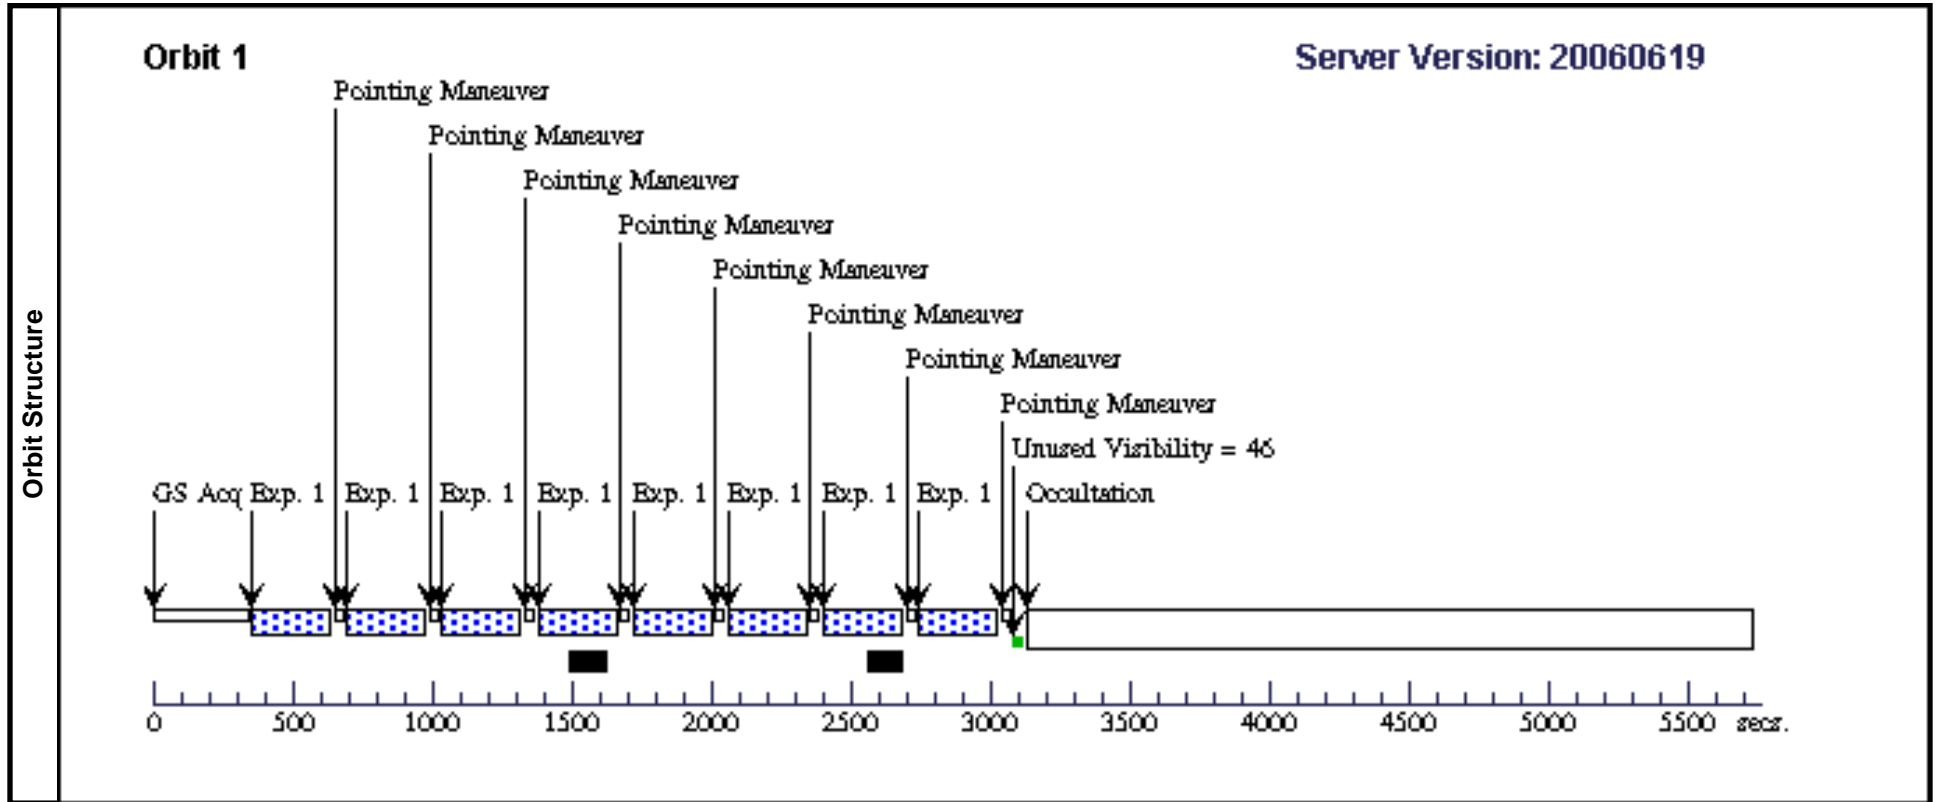 Orbit Structure
Orbit 1
Server Version: 20060619
Pointing Maneuver
Pointing Maneuver
Pointing Maneuver
Pointing Maneuver
Pointing Maneuver
Pointing Maneuver
Pointing Maneuver
Pointing Maneuver
Unused Visibility = 46
GS Acq Exp. 1 Exp. 1 Exp. 1 Exp. 1 Exp. 1 Exp. 1 Exp. 1 Exp. 1 Occultation
0 500 1000 1500 2000 2500 3000 3500 4000 4500 5000 5500 secs.